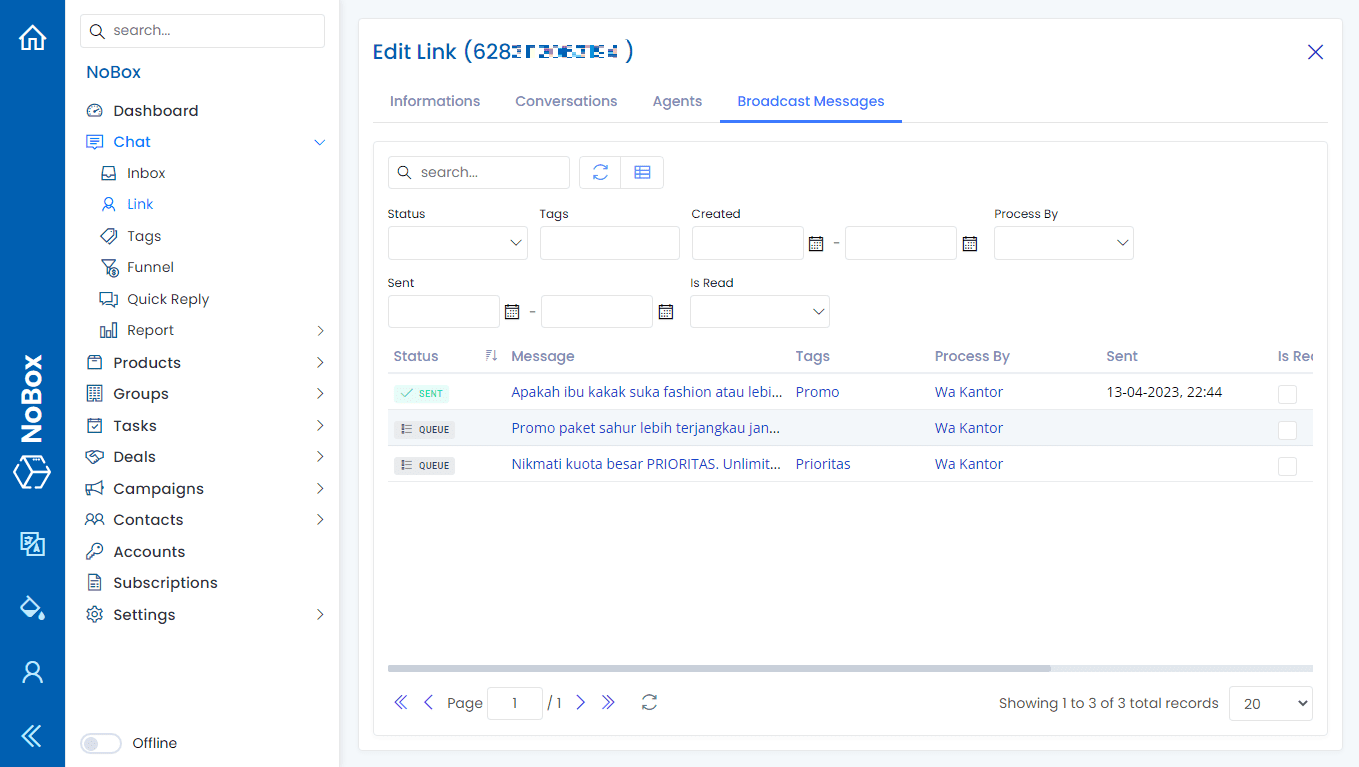 search...
NoBox
NoBox
Dashboard
Chat
Inbox
Link
Tags
Funnel
Quick Reply
Report
Products
Groups
Tasks
Deals
Campaigns
Contacts
Accounts
Subscriptions
Settings
Offline
Edit Link (628 )
Informations Conversations Agents Broadcast Messages
search...
Status Tags Created Process By
-
Sent Is Read
-
Status Message Tags Process By Sent Is Rea
SENT Apakah ibu kakak suka fashion atau lebi... Promo Wa Kantor 13-04-2023, 22:44
QUEUE Promo paket sahur lebih terjangkau jan... Wa Kantor
QUEUE Nikmati kuota besar PRIORITAS. Unlimit... Prioritas Wa Kantor
Page 1 / 1 Showing 1 to 3 of 3 total records 20